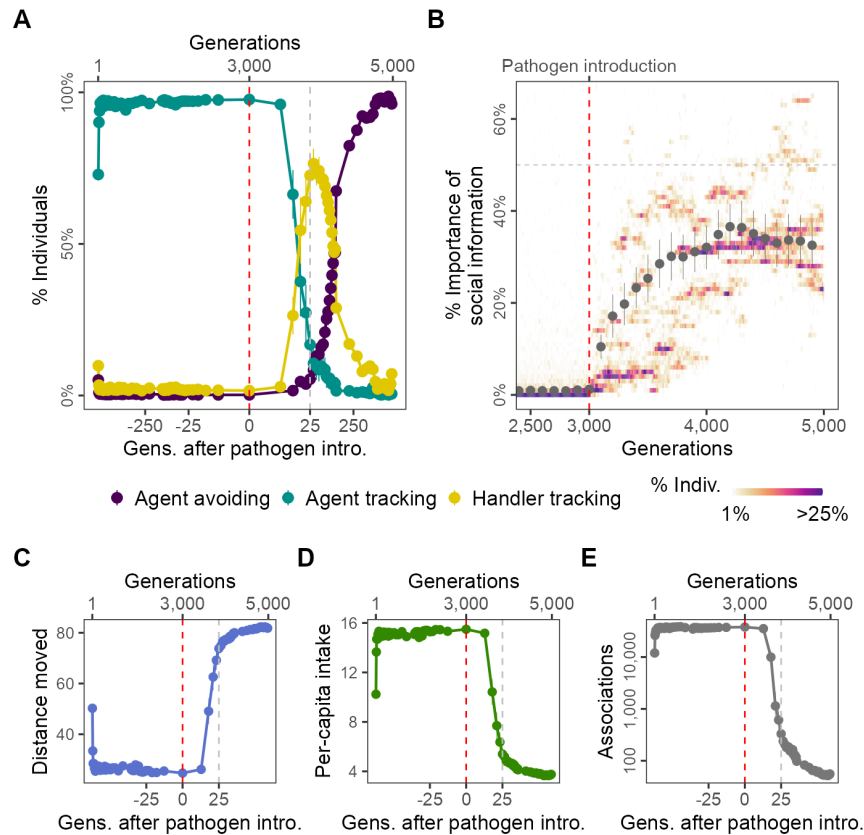 A
Generations
1 3,000 5,000
100%
50%
0%
% Individuals
-250 -25 0 25 250
Gens. after pathogen intro.
B
Pathogen introduction
60%
40%
20%
0%
% Importance of
social information
2,500 3,000 4,000 5,000
Generations
Agent avoiding Agent tracking Handler tracking
% Indiv.
1% >25%
C
Generations
1 3,000 5,000
80
60
40
Distance moved
-25 0 25
Gens. after pathogen intro.
D
Generations
1 3,000 5,000
16
12
8
4
Per-capita intake
-25 0 25
Gens. after pathogen intro.
E
Generations
1 3,000 5,000
10,000
1,000
100
Associations
-25 0 25
Gens. after pathogen intro.